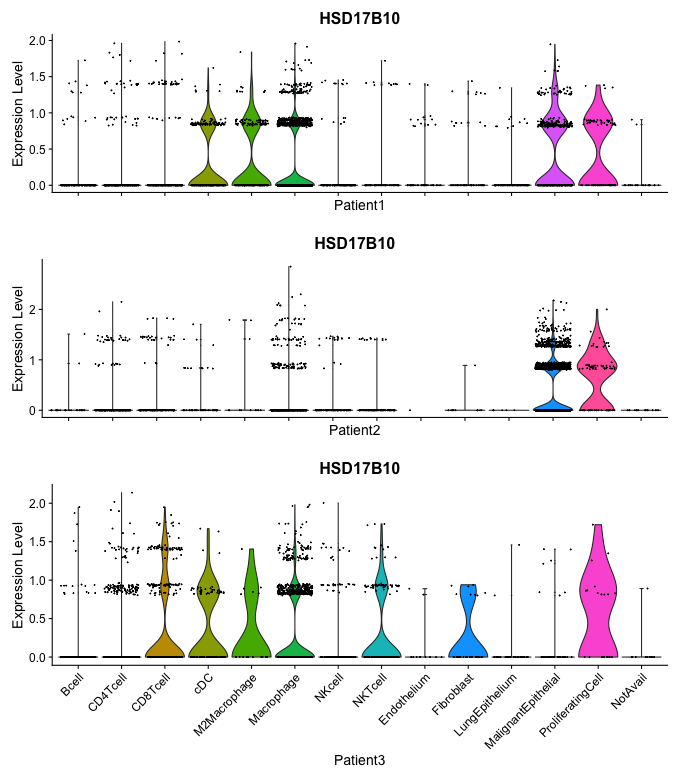 HSD17B10
Expression Level
2.0
1.5
1.0
0.5
0.0
Patient1
HSD17B10
Expression Level
2
1
0
Patient2
HSD17B10
Expression Level
2.0
1.5
1.0
0.5
0.0
Bcell
CD4Tcell
CD8Tcell
cDC
M2Macrophage
Macrophage
NKcell
NKTcell
Endothelium
Fibroblast
LungEpithelium
MalignantEpithelial
ProliferatingCell
NotAvail
Patient3